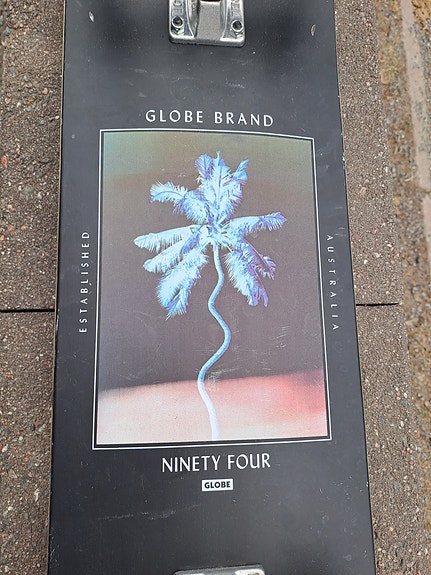 GLOBE BRAND
ESTABLISHED
AUSTRALIA
NINETY FOUR
GLOBE